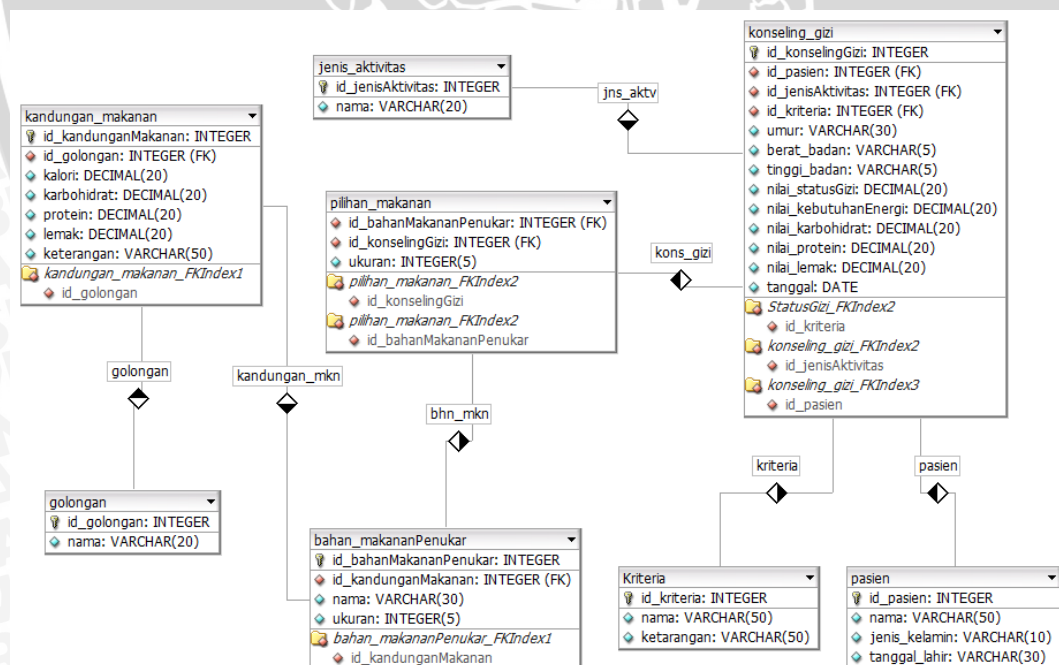 kandungan_makanan
id_kandunganMakanan: INTEGER
id_golongan: INTEGER (FK)
kalori: DECIMAL(20)
karbohidrat: DECIMAL(20)
protein: DECIMAL(20)
lemak: DECIMAL(20)
keterangan: VARCHAR(50)
kandungan_makanan_FKIndex1
id_golongan
jenis_aktivitas
id_jenisAktivitas: INTEGER
nama: VARCHAR(20)
jns_aktv
konseling_gizi
id_konselingGizi: INTEGER
id_pasien: INTEGER (FK)
id_jenisAktivitas: INTEGER (FK)
id_kriteria: INTEGER (FK)
umur: VARCHAR(30)
berat_badan: VARCHAR(5)
tinggi_badan: VARCHAR(5)
nilai_statusGizi: DECIMAL(20)
nilai_kebutuhanEnergi: DECIMAL(20)
nilai_karbohidrat: DECIMAL(20)
nilai_protein: DECIMAL(20)
nilai_lemak: DECIMAL(20)
tanggal: DATE
StatusGizi_FKIndex2
id_kriteria
konseling_gizi_FKIndex2
id_jenisAktivitas
konseling_gizi_FKIndex3
id_pasien
pilihan_makanan
id_bahanMakananPenukar: INTEGER (FK)
id_konselingGizi: INTEGER (FK)
ukuran: INTEGER(5)
pilihan_makanan_FKIndex2
id_konselingGizi
pilihan_makanan_FKIndex2
id_bahanMakananPenukar
kons_gizi
golongan
kandungan_mkn
bhn_mkn
kriteria
pasien
golongan
id_golongan: INTEGER
nama: VARCHAR(20)
bahan_makananPenukar
id_bahanMakananPenukar: INTEGER
id_kandunganMakanan: INTEGER (FK)
nama: VARCHAR(30)
ukuran: INTEGER(5)
bahan_makananPenukar_FKIndex1
id_kandunganMakanan
Kriteria
id_kriteria: INTEGER
nama: VARCHAR(50)
ketarangan: VARCHAR(50)
pasien
id_pasien: INTEGER
nama: VARCHAR(50)
jenis_kelamin: VARCHAR(10)
tanggal_lahir: VARCHAR(30)